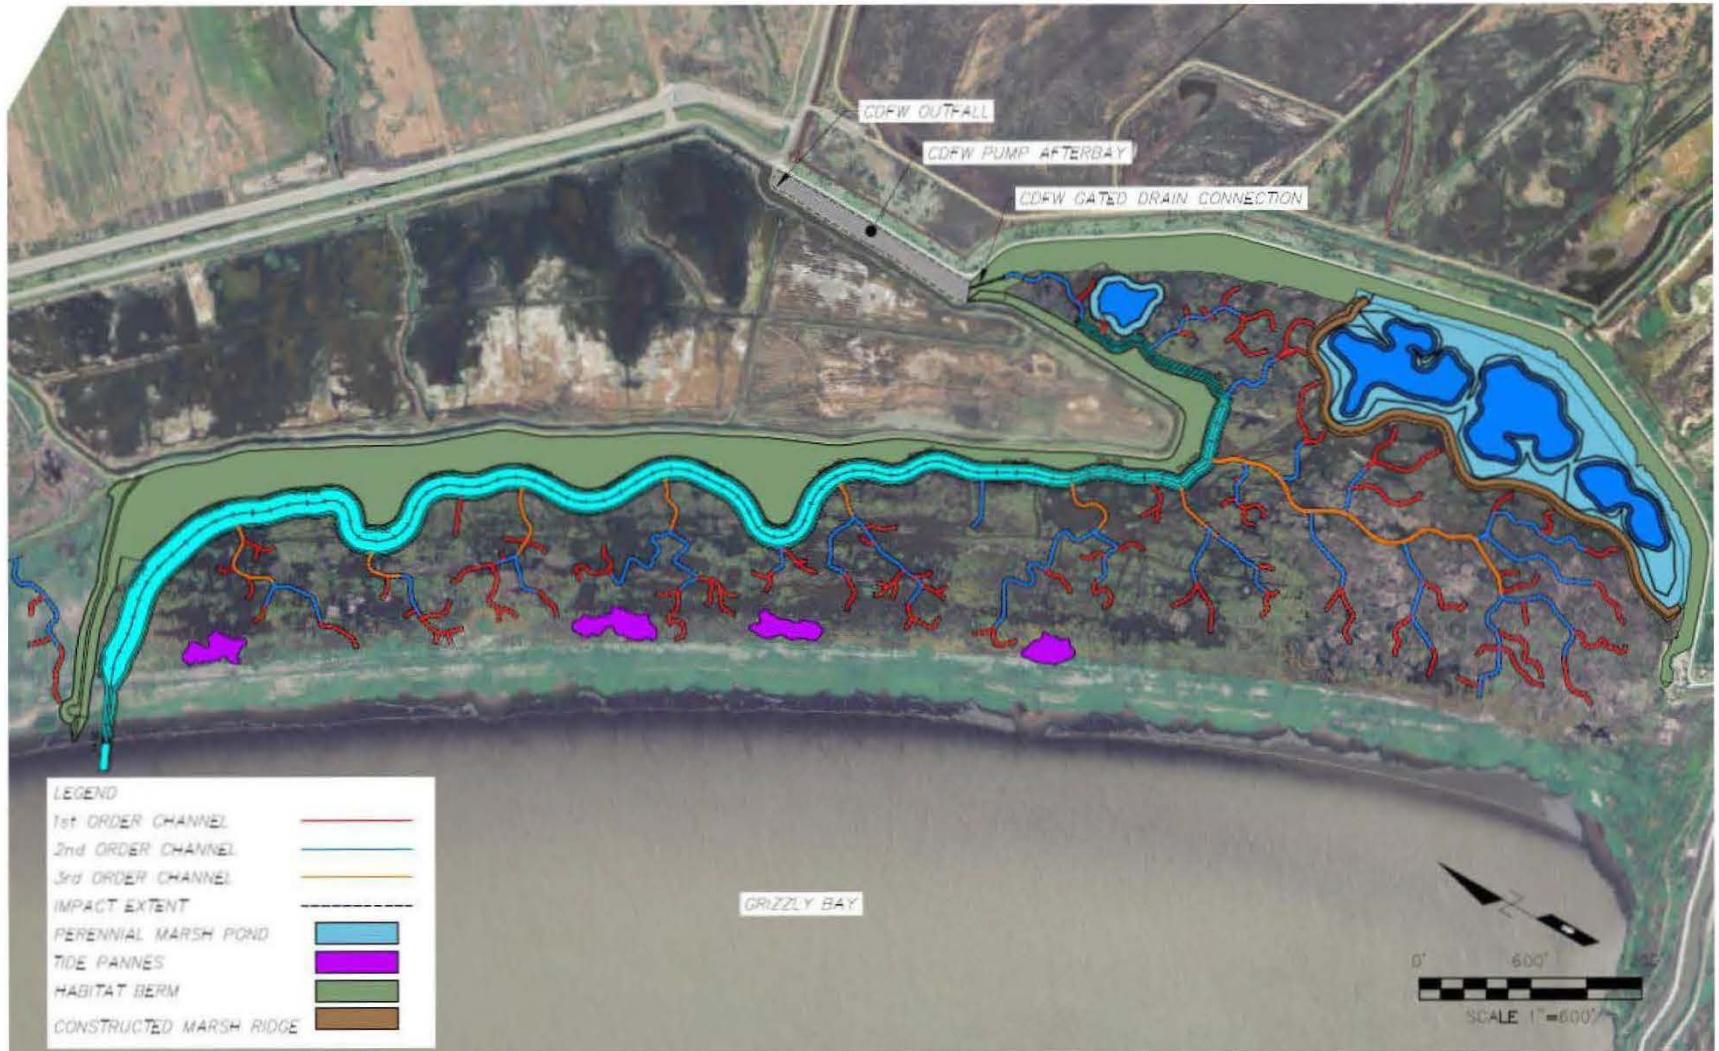 CDFW OUTFALL
CDFW PUMP AFTERBAY
CDFW GATED DRAIN CONNECTION
LEGEND
1st ORDER CHANNEL
2nd ORDER CHANNEL
3rd ORDER CHANNEL
IMPACT EXTENT
PERENNIAL MARSH POND
TIDE PANNES
HABITAT BERM
CONSTRUCTED MARSH RIDGE
GRIZZLY BAY
Z
0' 600'
SCALE 1"=600'